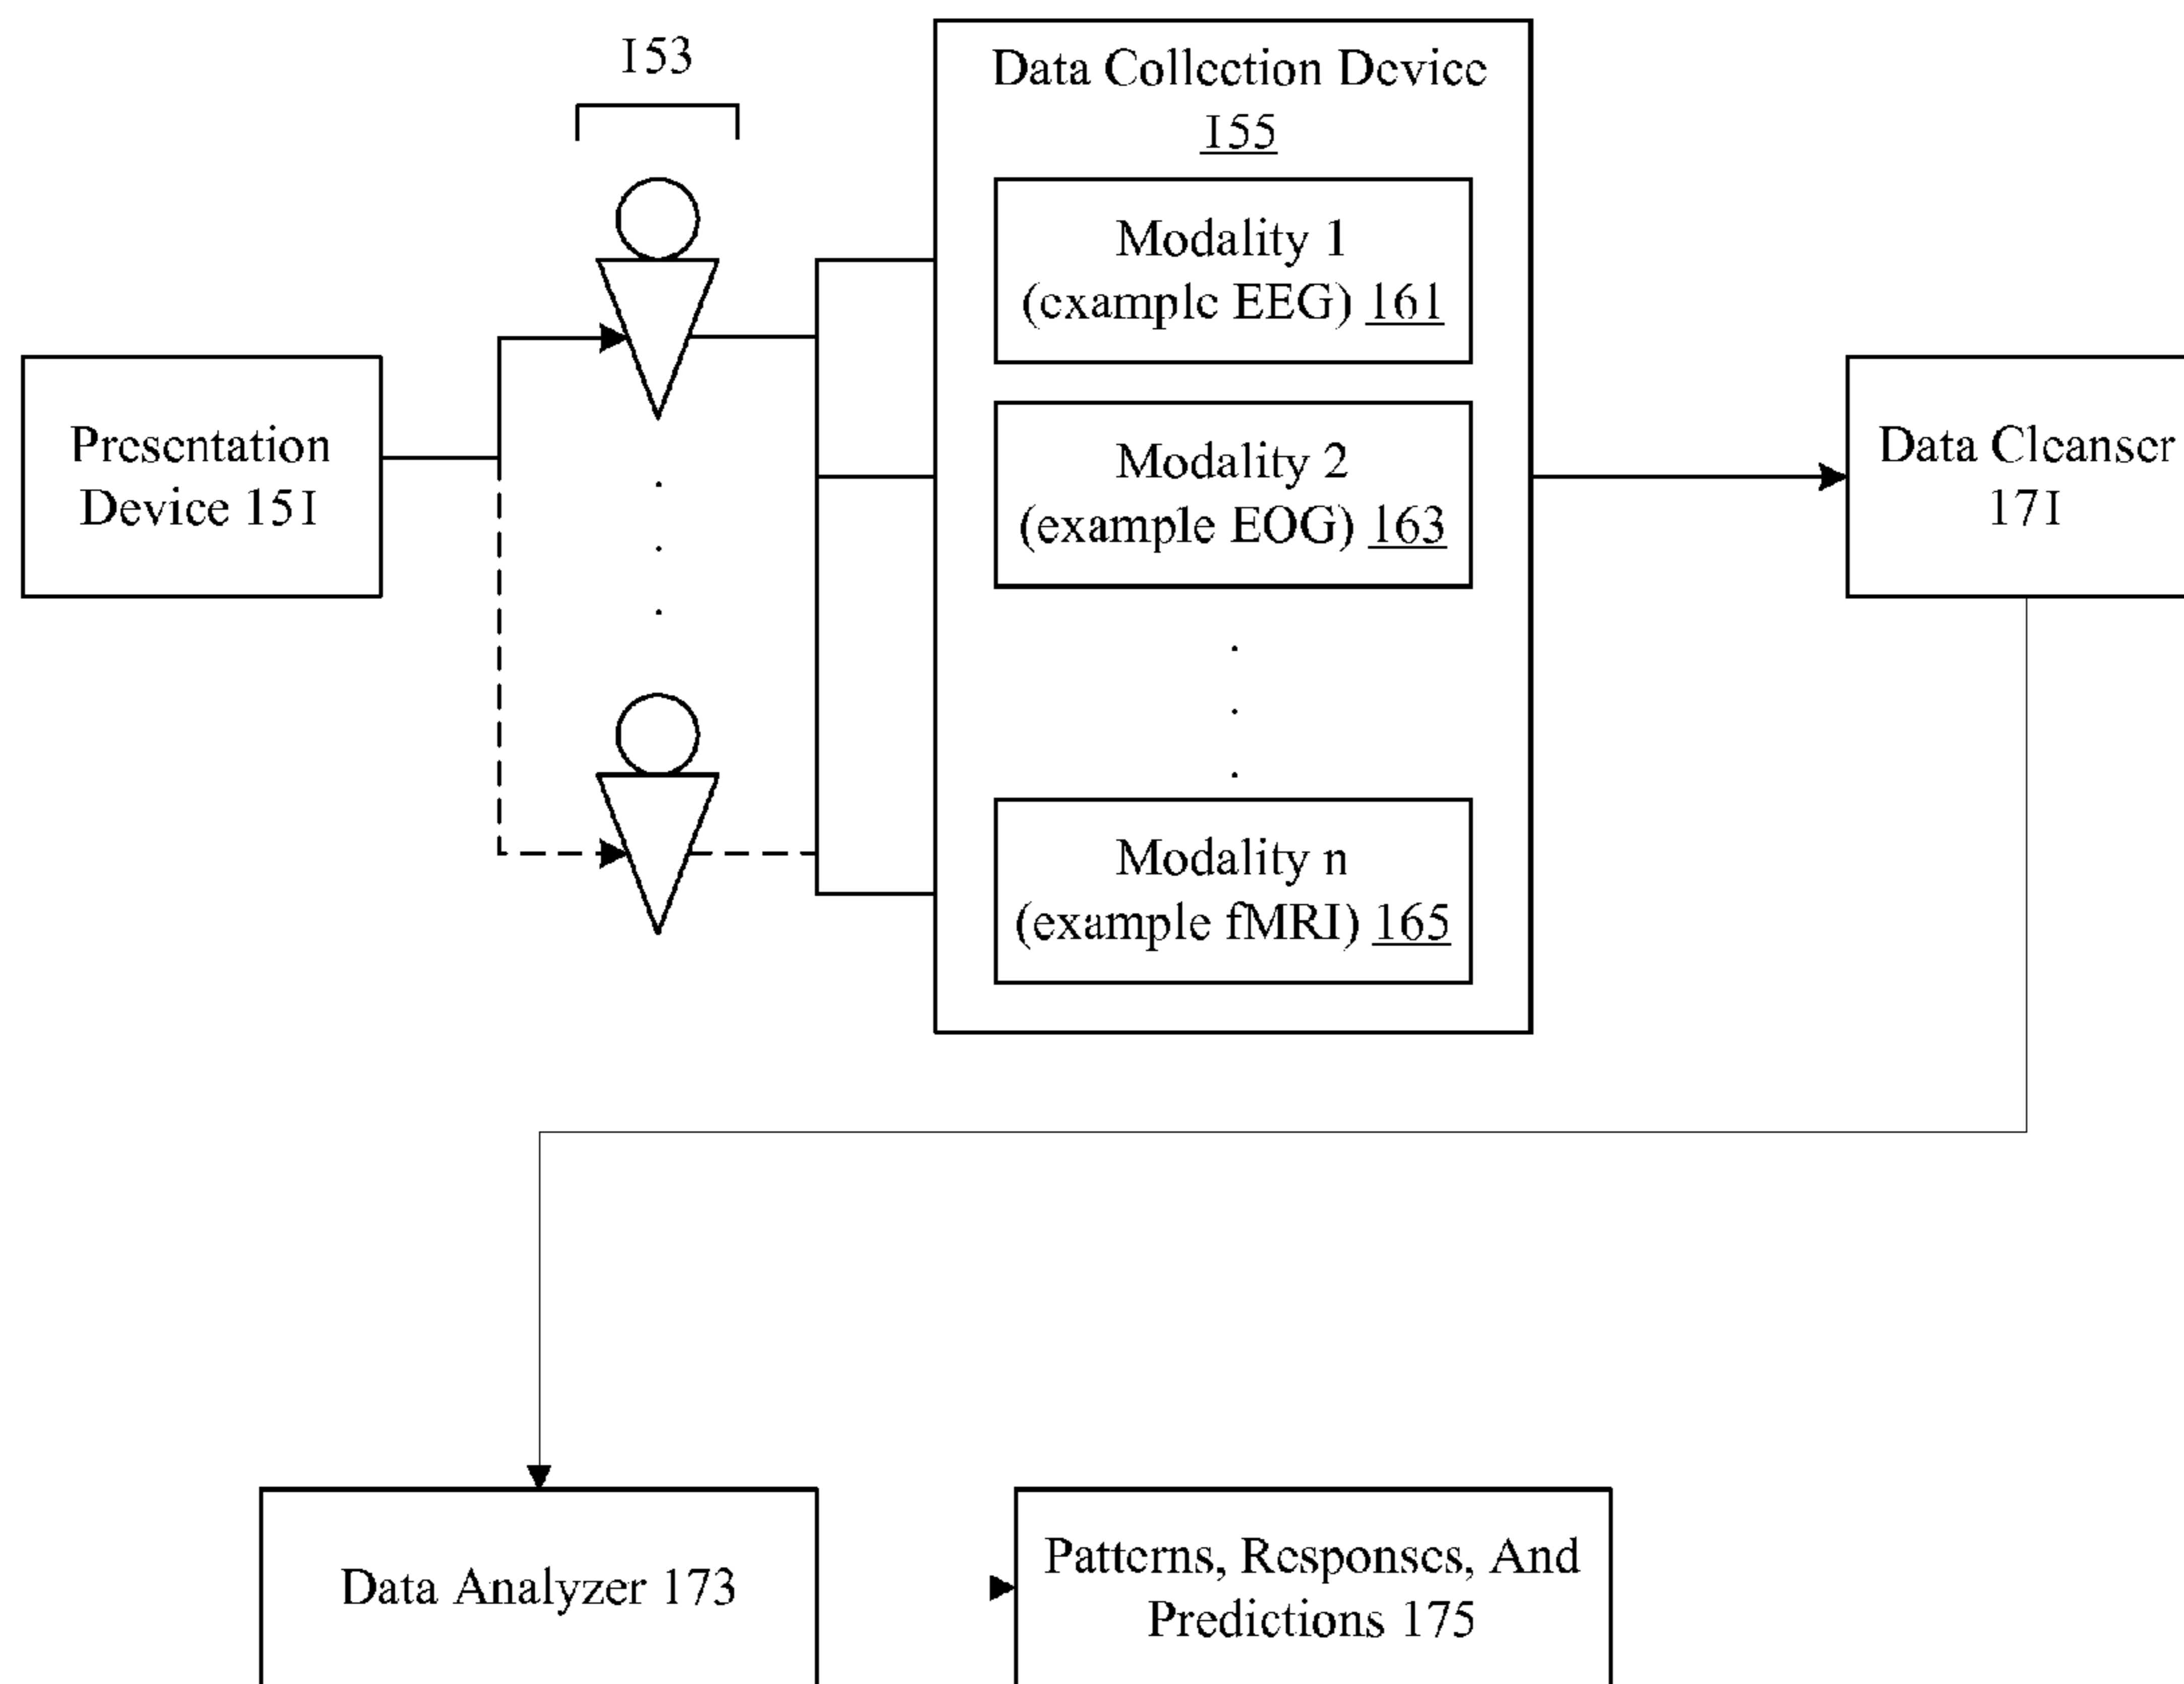 153
Data Collection Device
155
Modality 1
(example EEG) 161
Presentation
Device 151
Modality 2
(example EOG) 163
Data Cleanser
171
Modality n
(example fMRI) 165
Data Analyzer 173
Patterns, Responses, And
Predictions 175